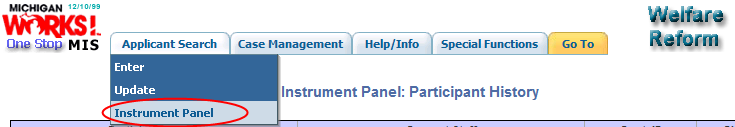 MICHIGAN 12/10/99
WORKS!
One Stop MIS
Applicant Search Case Management Help/Info Special Functions Go To
Welfare
Reform
Enter
Update
Instrument Panel
Instrument Panel: Participant History